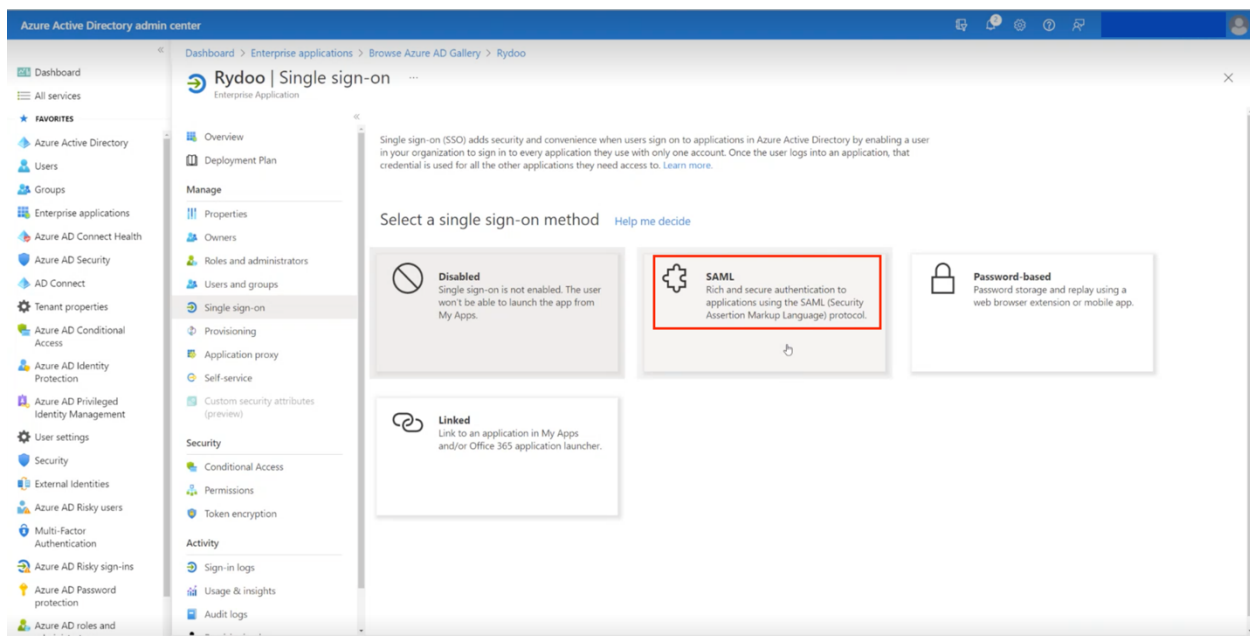 Azure Active Directory admin center
2
Dashboard > Enterprise applications > Browse Azure AD Gallery > Rydoo
Rydoo | Single sign-on ...
Enterprise Application
Dashboard
All services
FAVORITES
Azure Active Directory
Users
Groups
Enterprise applications
Azure AD Connect Health
Azure AD Security
AD Connect
Tenant properties
Azure AD Conditional
Access
Azure AD Identity
Protection
Azure AD Privileged
Identity Management
User settings
Security
External Identities
Azure AD Risky users
Multi-Factor
Authentication
Azure AD Risky sign-ins
Azure AD Password
protection
Azure AD roles and
Overview
Deployment Plan
Manage
Properties
Owners
Roles and administrators
Users and groups
Single sign-on
Provisioning
Application proxy
Self-service
Custom security attributes
(preview)
Security
Conditional Access
Permissions
Token encryption
Activity
Sign-in logs
Usage & insights
Audit logs
Single sign-on (SSO) adds security and convenience when users sign on to applications in Azure Active Directory by enabling a user
in your organization to sign in to every application they use with only one account. Once the user logs into an application, that
credential is used for all the other applications they need access to. Learn more.
Select a single sign-on method Help me decide
Disabled
Single sign-on is not enabled. The user
won't be able to launch the app from
My Apps.
SAML
Rich and secure authentication to
applications using the SAML (Security
Assertion Markup Language) protocol.
Password-based
Password storage and replay using a
web browser extension or mobile app.
Linked
Link to an application in My Apps
and/or Office 365 application launcher.